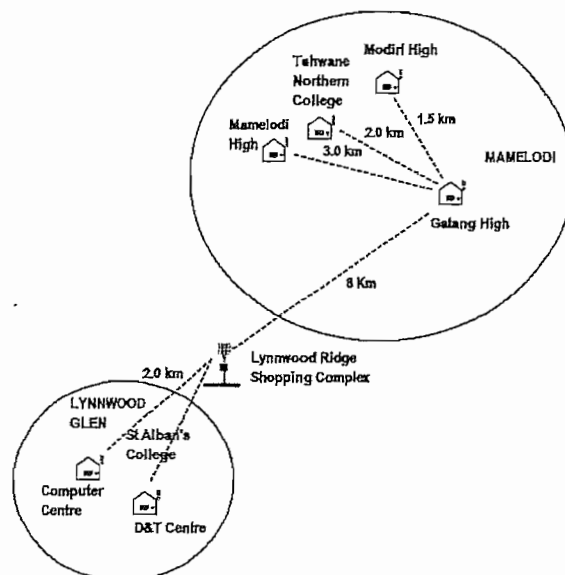 Modiri High
Tshwane
Northern
College
Mamelodi
High
1.5 km
2.0 km
3.0 km
MAMELODI
Gatang High
8 Km
Lynnwood Ridge
Shopping Complex
2.0 km
LYNNWOOD
GLEN
St Alban's
College
Computer
Centre
D&T Centre